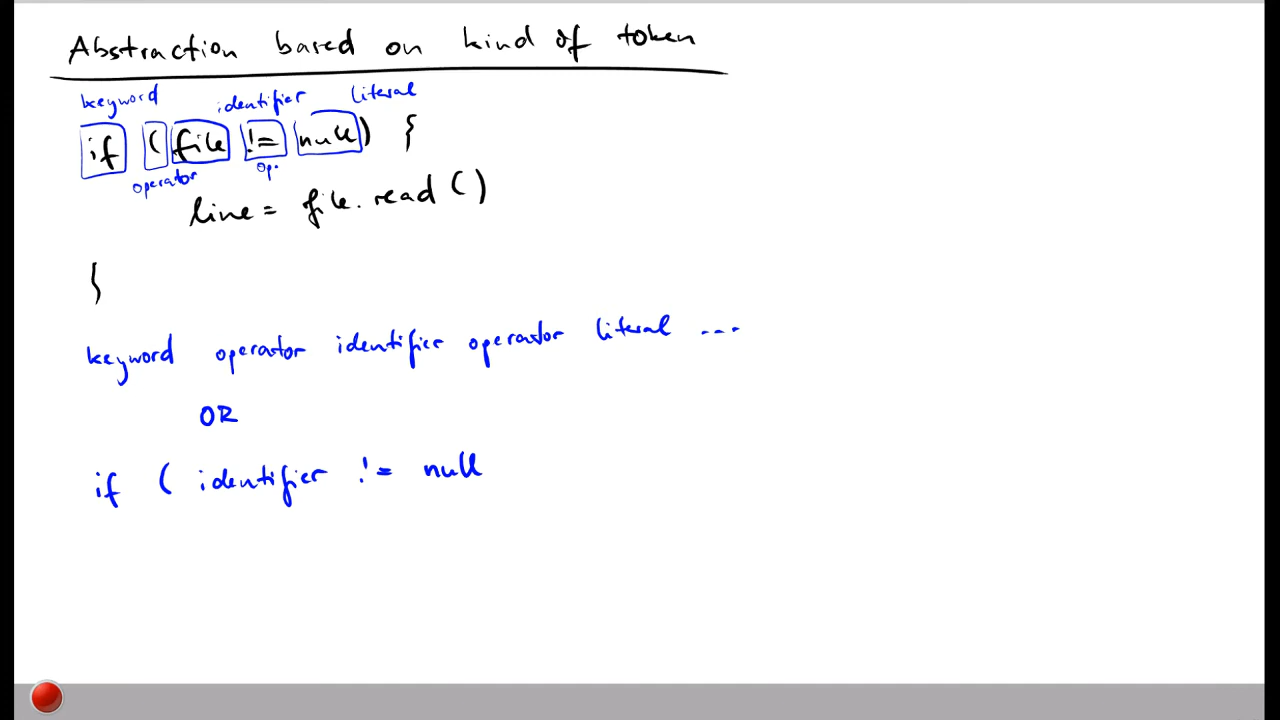 Abstraction based on kind of token
keyword identifier literal
if (file != null) {
operator op.
line = file.read()
}
keyword operator identifier operator literal ...
OR
if ( identifier != null